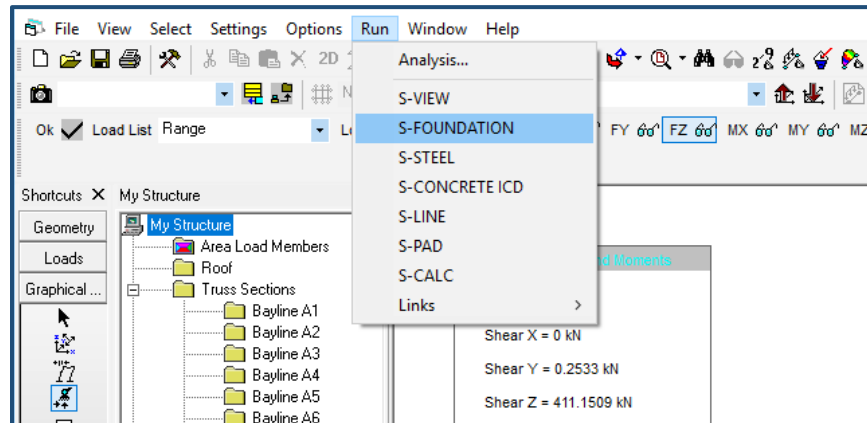 File View Select Settings Options Run Window Help
2D
Analysis...
S-VIEW
S-FOUNDATION
S-STEEL
S-CONCRETE ICD
S-LINE
S-PAD
S-CALC
Links
Ok Load List Range
FY FZ MX MY MZ
Shortcuts X My Structure
Geometry
Loads
Graphical ...
My Structure
Area Load Members
Roof
Truss Sections
Bayline A1
Bayline A2
Bayline A3
Bayline A4
Bayline A5
Bayline A6
nd Moments
Shear X = 0 kN
Shear Y = 0.2533 kN
Shear Z = 411.1509 kN